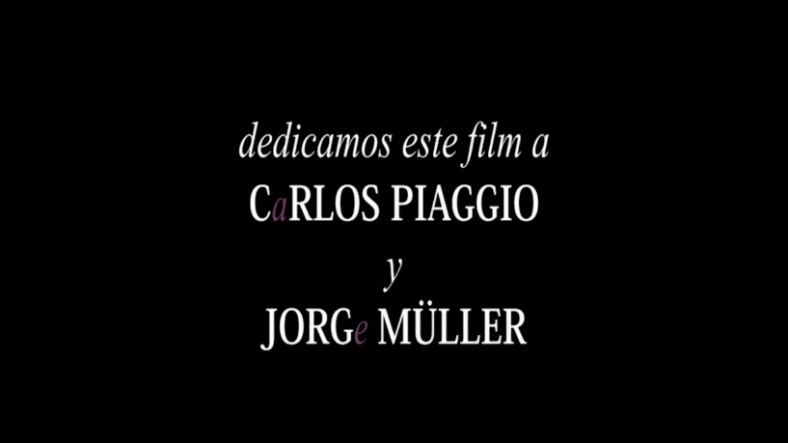 dedicamos este film a
CaRLOS PIAGGIO
y
JORGe MÜLLER